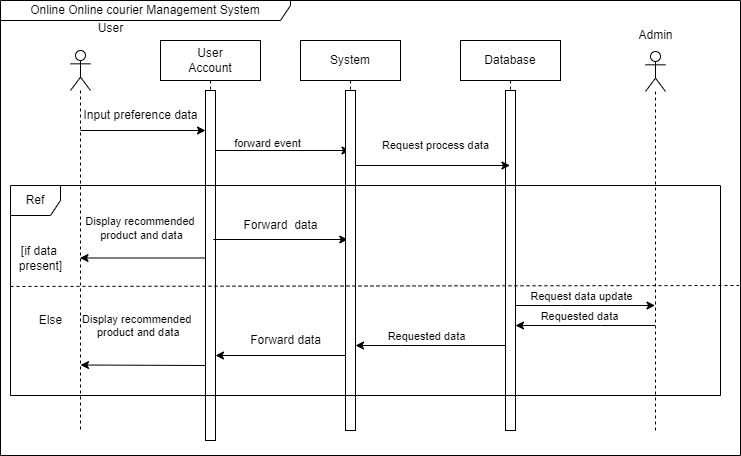 Online Online courier Management System
User
Admin
User
Account
System
Database
Input preference data
forward event
Request process data
Ref
Display recommended
product and data
Forward  data
[if data
present]
Request data update
Else
Display recommended
product and data
Forward data
Requested data
Requested data